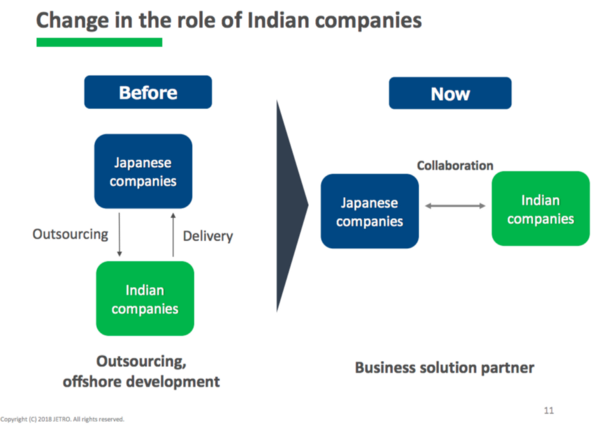 Change in the role of Indian companies
Before
Now
Japanese
companies
Outsourcing
Delivery
Indian
companies
Outsourcing,
offshore development
Collaboration
Japanese
companies
Indian
companies
Business solution partner
11
Copyright (C) 2018 JETRO. All rights reserved.